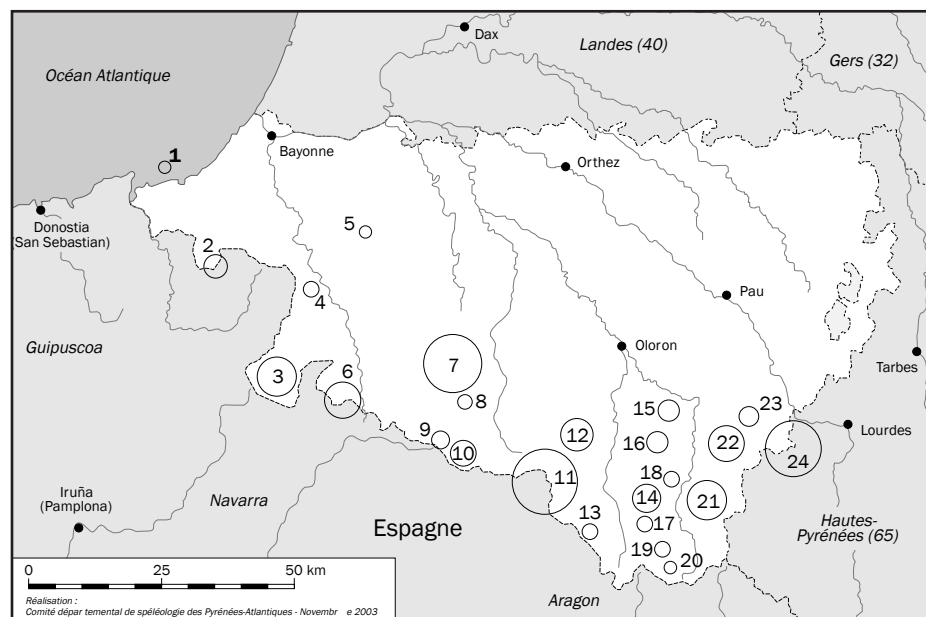 Dax
Landes (40)
Gers (32)
Océan Atlantique
Bayonne
1
Orthez
Donostia
(San Sebastian)
5
2
4
Pau
Guipuscoa
Oloron
Tarbes
7
3
6
8
15
23
Lourdes
9
12
16
22
10
24
11
18
14
21
Iruña
(Pamplona)
Navarra
13
17
Espagne
Hautes-
Pyrénées (65)
19
20
0
25
50 km
Aragon
Réalisation :
Comité dépar temental de spéléologie des Pyrénées-Atlantiques - Novembr e 2003